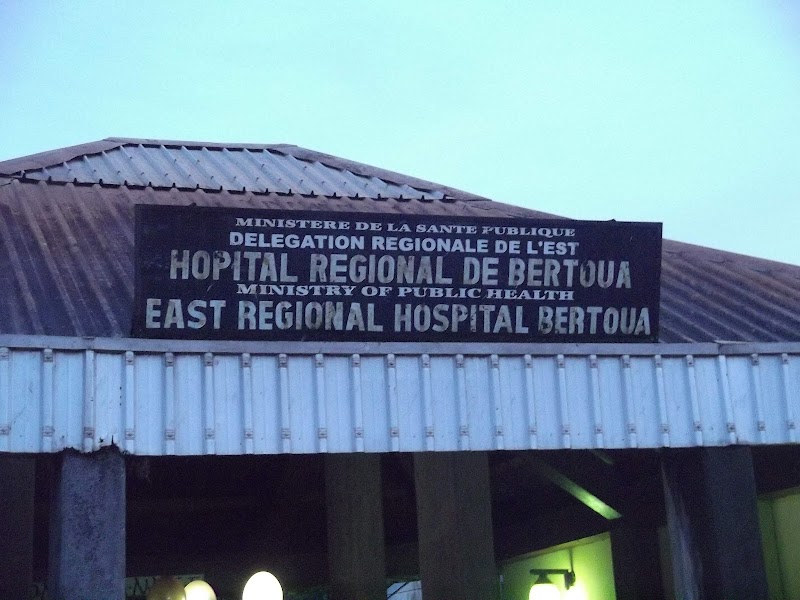 MINISTERE DE LA SANTE PUBLIQUE
DELEGATION REGIONALE DE L'EST
HOPITAL REGIONAL DE BERTOUA
MINISTRY OF PUBLIC HEALTH
EAST REGIONAL HOSPITAL BERTOUA